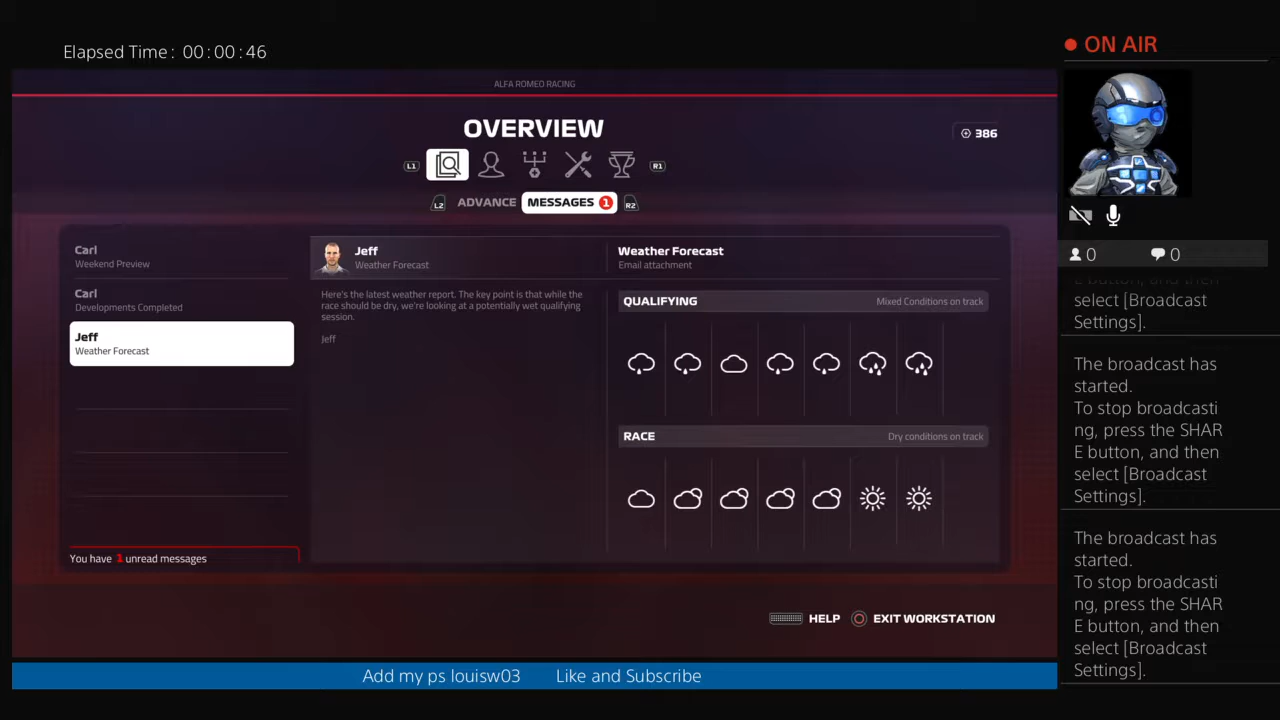 Elapsed Time: 00:00:46
ON AIR
ALFA ROMEO RACING
OVERVIEW
386
L1
R1
L2
ADVANCE
MESSAGES 1
R2
Carl
Weekend Preview
Carl
Developments Completed
Jeff
Weather Forecast
You have 1 unread messages
Jeff
Weather Forecast
Here's the latest weather report. The key point is that while the
race should be dry, we're looking at a potentially wet qualifying
session.
Jeff
Weather Forecast
Email attachment
QUALIFYING
Mixed Conditions on track
RACE
Dry conditions on track
HELP
EXIT WORKSTATION
Add my ps louisw03 Like and Subscribe
0
0
E button, and then
select [Broadcast
Settings].
The broadcast has
started.
To stop broadcasti
ng, press the SHAR
E button, and then
select [Broadcast
Settings].
The broadcast has
started.
To stop broadcasti
ng, press the SHAR
E button, and then
select [Broadcast
Settings].